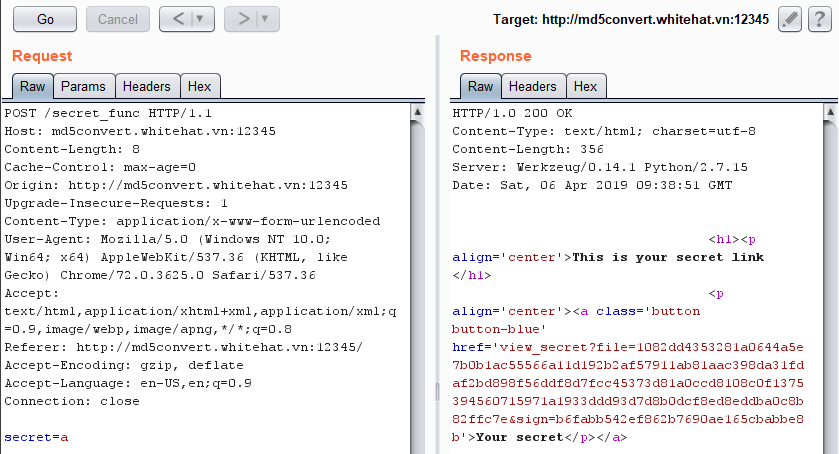 Go Cancel < > Target: http://md5convert.whitehat.vn:12345 ?
Request
Raw Params Headers Hex
POST /secret_func HTTP/1.1
Host: md5convert.whitehat.vn:12345
Content-Length: 8
Cache-Control: max-age=0
Origin: http://md5convert.whitehat.vn:12345
Upgrade-Insecure-Requests: 1
Content-Type: application/x-www-form-urlencoded
User-Agent: Mozilla/5.0 (Windows NT 10.0;
Win64; x64) AppleWebKit/537.36 (KHTML, like
Gecko) Chrome/72.0.3625.0 Safari/537.36
Accept:
text/html,application/xhtml+xml,application/xml;q
=0.9,image/webp,image/apng,*/*;q=0.8
Referer: http://md5convert.whitehat.vn:12345/
Accept-Encoding: gzip, deflate
Accept-Language: en-US,en;q=0.9
Connection: close
secret=a
Response
Raw Headers Hex
HTTP/1.0 200 OK
Content-Type: text/html; charset=utf-8
Content-Length: 356
Server: Werkzeug/0.14.1 Python/2.7.15
Date: Sat, 06 Apr 2019 09:38:51 GMT
<h1><p
align='center'>This is your secret link
</h1>
<p
align='center'><a class='button
button-blue'
href='view_secret?file=1082dd4353281a0644a5e
7b0b1ac55566a11d192b2af57911ab81aac398da31fd
af2bd898f56ddf8d7fcc45373d81a0ccd8108c0f1375
394560715971a1933ddd93d7d8b0dcf8ed8eddba0c8b
82ffc7e&sign=b6fabb542ef862b7690ae165cbabbe8
b'>Your secret</p></a>